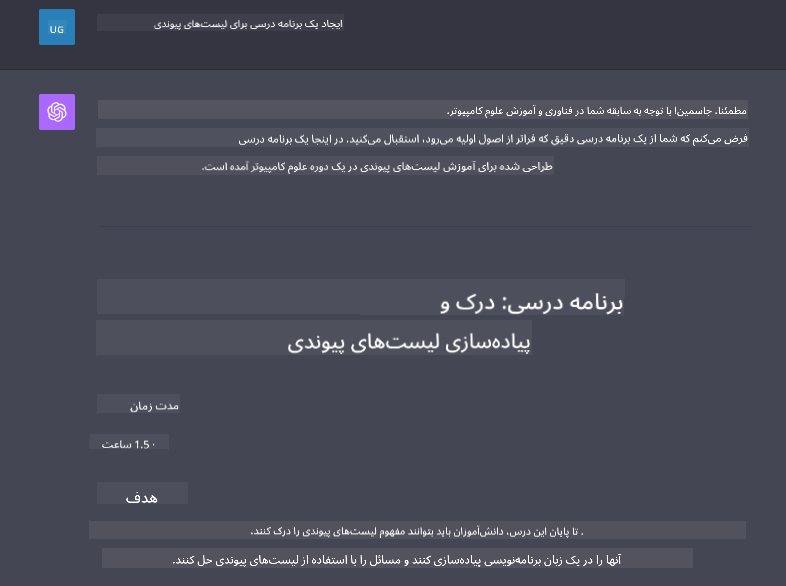 UG
ایجاد یک برنامه درسی برای لیست‌های پیوندی
مطمئنا، جاسمین! با توجه به سابقه شما در فناوری و آموزش علوم کامپیوتر،
فرض می‌کنم که شما از یک برنامه درسی دقیق که فراتر از اصول اولیه می‌رود، استقبال می‌کنید. در اینجا یک برنامه درسی
طراحی شده برای آموزش لیست‌های پیوندی در یک دوره علوم کامپیوتر آمده است.
برنامه درسی: درک و
پیاده‌سازی لیست‌های پیوندی
مدت زمان
· 1.5 ساعت
هدف
. تا پایان این درس، دانش‌آموزان باید بتوانند مفهوم لیست‌های پیوندی را درک کنند،
آنها را در یک زبان برنامه‌نویسی پیاده‌سازی کنند و مسائل را با استفاده از لیست‌های پیوندی حل کنند.